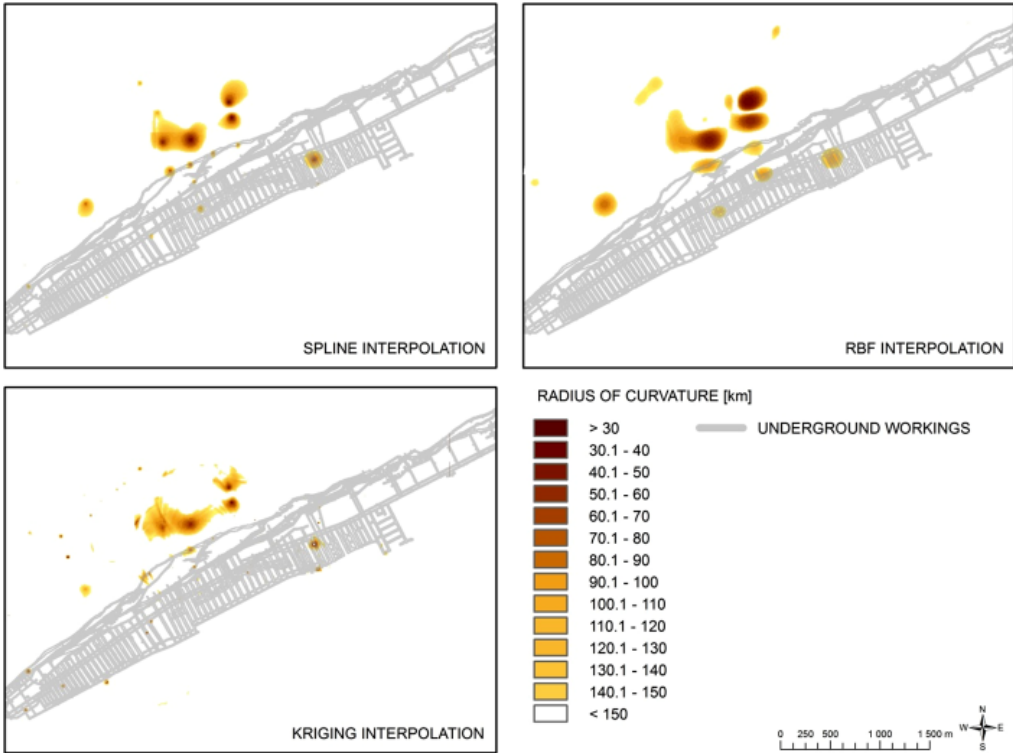 SPLINE INTERPOLATION
RBF INTERPOLATION
KRIGING INTERPOLATION
RADIUS OF CURVATURE [km]
> 30
30.1 - 40
40.1 - 50
50.1 - 60
60.1 - 70
70.1 - 80
80.1 - 90
90.1 - 100
100.1 - 110
110.1 - 120
120.1 - 130
130.1 - 140
140.1 - 150
< 150
UNDERGROUND WORKINGS
0 250 500 1 000 1 500 m
N
W E
S